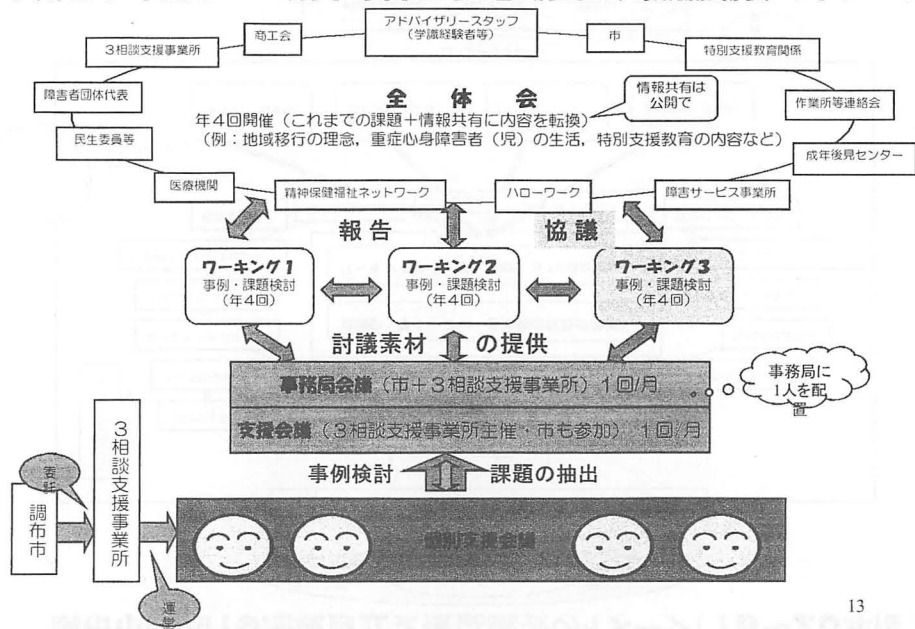 アドバイザリースタッフ
（学識経験者等）
商工会
市
3相談支援事業所
特別支援教育関係
障害者団体代表
全体会
情報共有は
公開で
作業所等連絡会
年4回開催（これまでの課題＋情報共有に内容を転換）
（例：地域移行の理念，重症心身障害者（児）の生活，特別支援教育の内容など）
民生委員等
成年後見センター
医療機関
精神保健福祉ネットワーク
ハローワーク
障害サービス事業所
報告
協議
ワーキング1
事例・課題検討
（年4回）
ワーキング2
事例・課題検討
（年4回）
ワーキング3
事例・課題検討
（年4回）
討議素材
の提供
事務局会議（市＋3相談支援事業所）1回/月
事務局に
1人を配
置
支援会議（3相談支援事業所主催・市も参加）1回/月
事例検討
課題の抽出
委託
調布市
3相談支援事業所
個別支援会議
運営
13